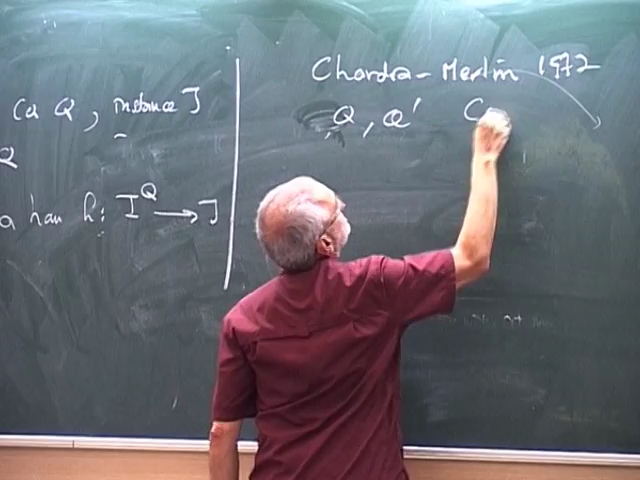 CQ Q, instance J
Q
a hom h: I^Q → J
Chandra-Merlin 1972
Q, Q' C